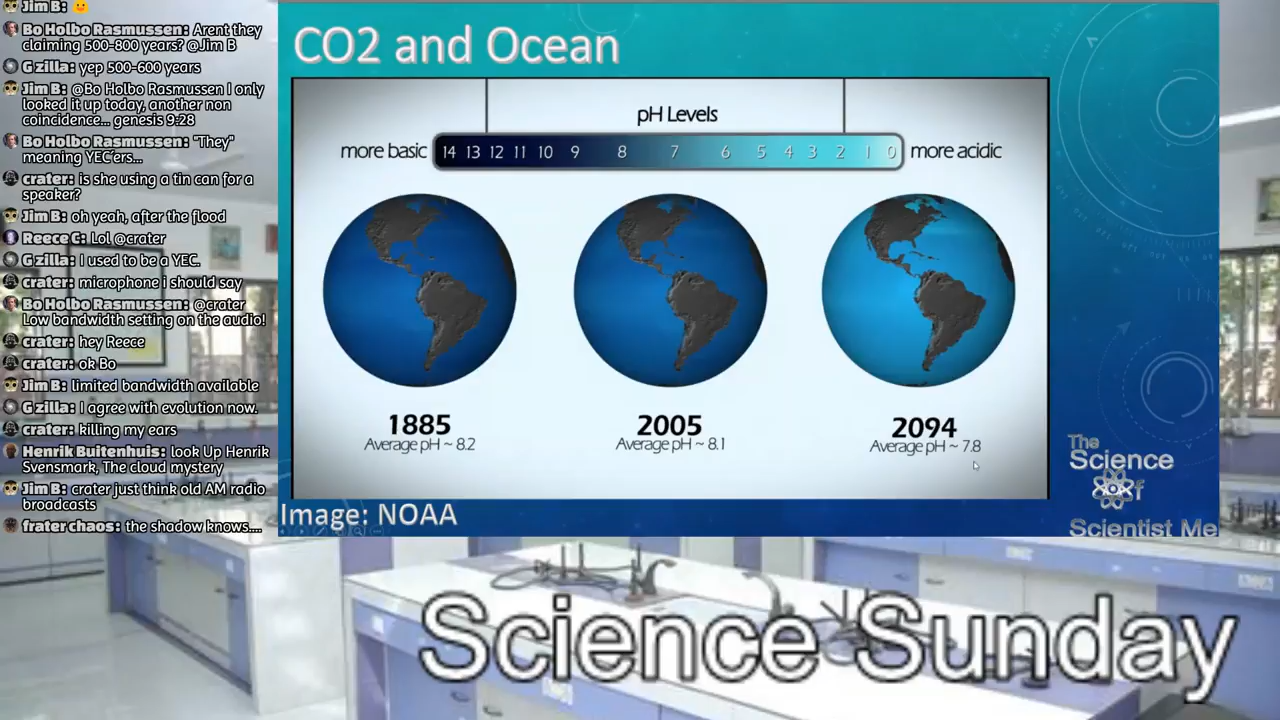 Jim B:
Bo Holbo Rasmussen: Arent they
claiming 500-800 years? @Jim B
G zilla: yep 500-600 years
Jim B: @Bo Holbo Rasmussen I only
looked it up today, another non
coincidence... genesis 9:28
Bo Holbo Rasmussen: "They"
meaning YEC'ers...
crater: is she using a tin can for a
speaker?
Jim B: oh yeah, after the flood
Reece C: Lol @crater
G zilla: I used to be a YEC.
crater: microphone i should say
Bo Holbo Rasmussen: @crater
Low bandwidth setting on the audio!
crater: hey Reece
crater: ok Bo
Jim B: limited bandwidth available
G zilla: I agree with evolution now.
crater: killing my ears
Henrik Buitenhuis: look Up Henrik
Svensmark, The cloud mystery
Jim B: crater just think old AM radio
broadcasts
frater chaos: the shadow knows....
CO2 and Ocean
pH Levels
more basic 14 13 12 11 10 9 8 7 6 5 4 3 2 1 0 more acidic
1885 2005 2094
Average pH ~ 8.2 Average pH ~ 8.1 Average pH ~ 7.8
Image: NOAA
The
Science
of
Scientist Me
Science Sunday